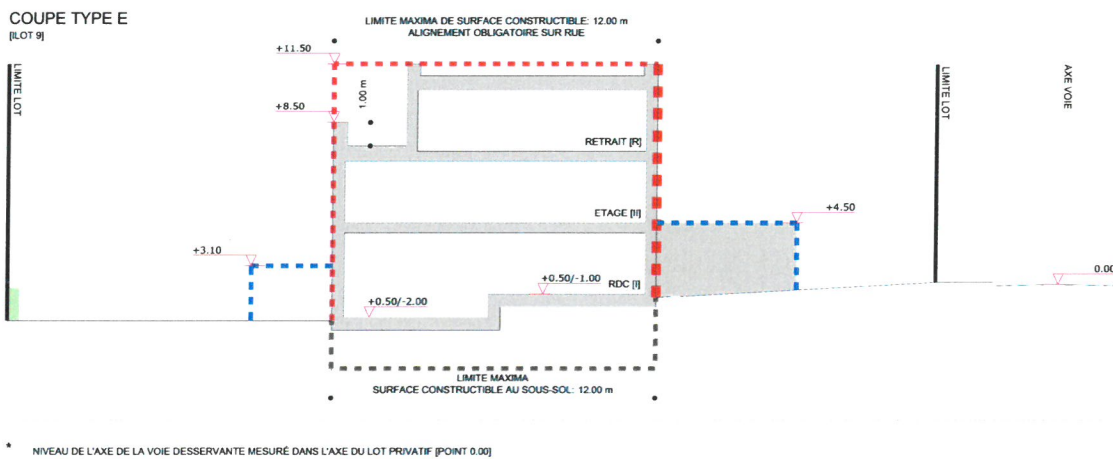 COUPE TYPE E
[ILOT 9]
LIMITE MAXIMA DE SURFACE CONSTRUCTIBLE: 12.00 m
ALIGNEMENT OBLIGATOIRE SUR RUE
LIMITE LOT
+11.50
+8.50
1.00 m
RETRAIT [R]
ETAGE [II]
+3.10
+4.50
LIMITE LOT
AXE VOIE
0.00
+0.50/-1.00
RDC [I]
+0.50/-2.00
LIMITE MAXIMA
SURFACE CONSTRUCTIBLE AU SOUS-SOL: 12.00 m
* NIVEAU DE L'AXE DE LA VOIE DESSERVANTE MESURÉ DANS L'AXE DU LOT PRIVATIF [POINT 0.00]